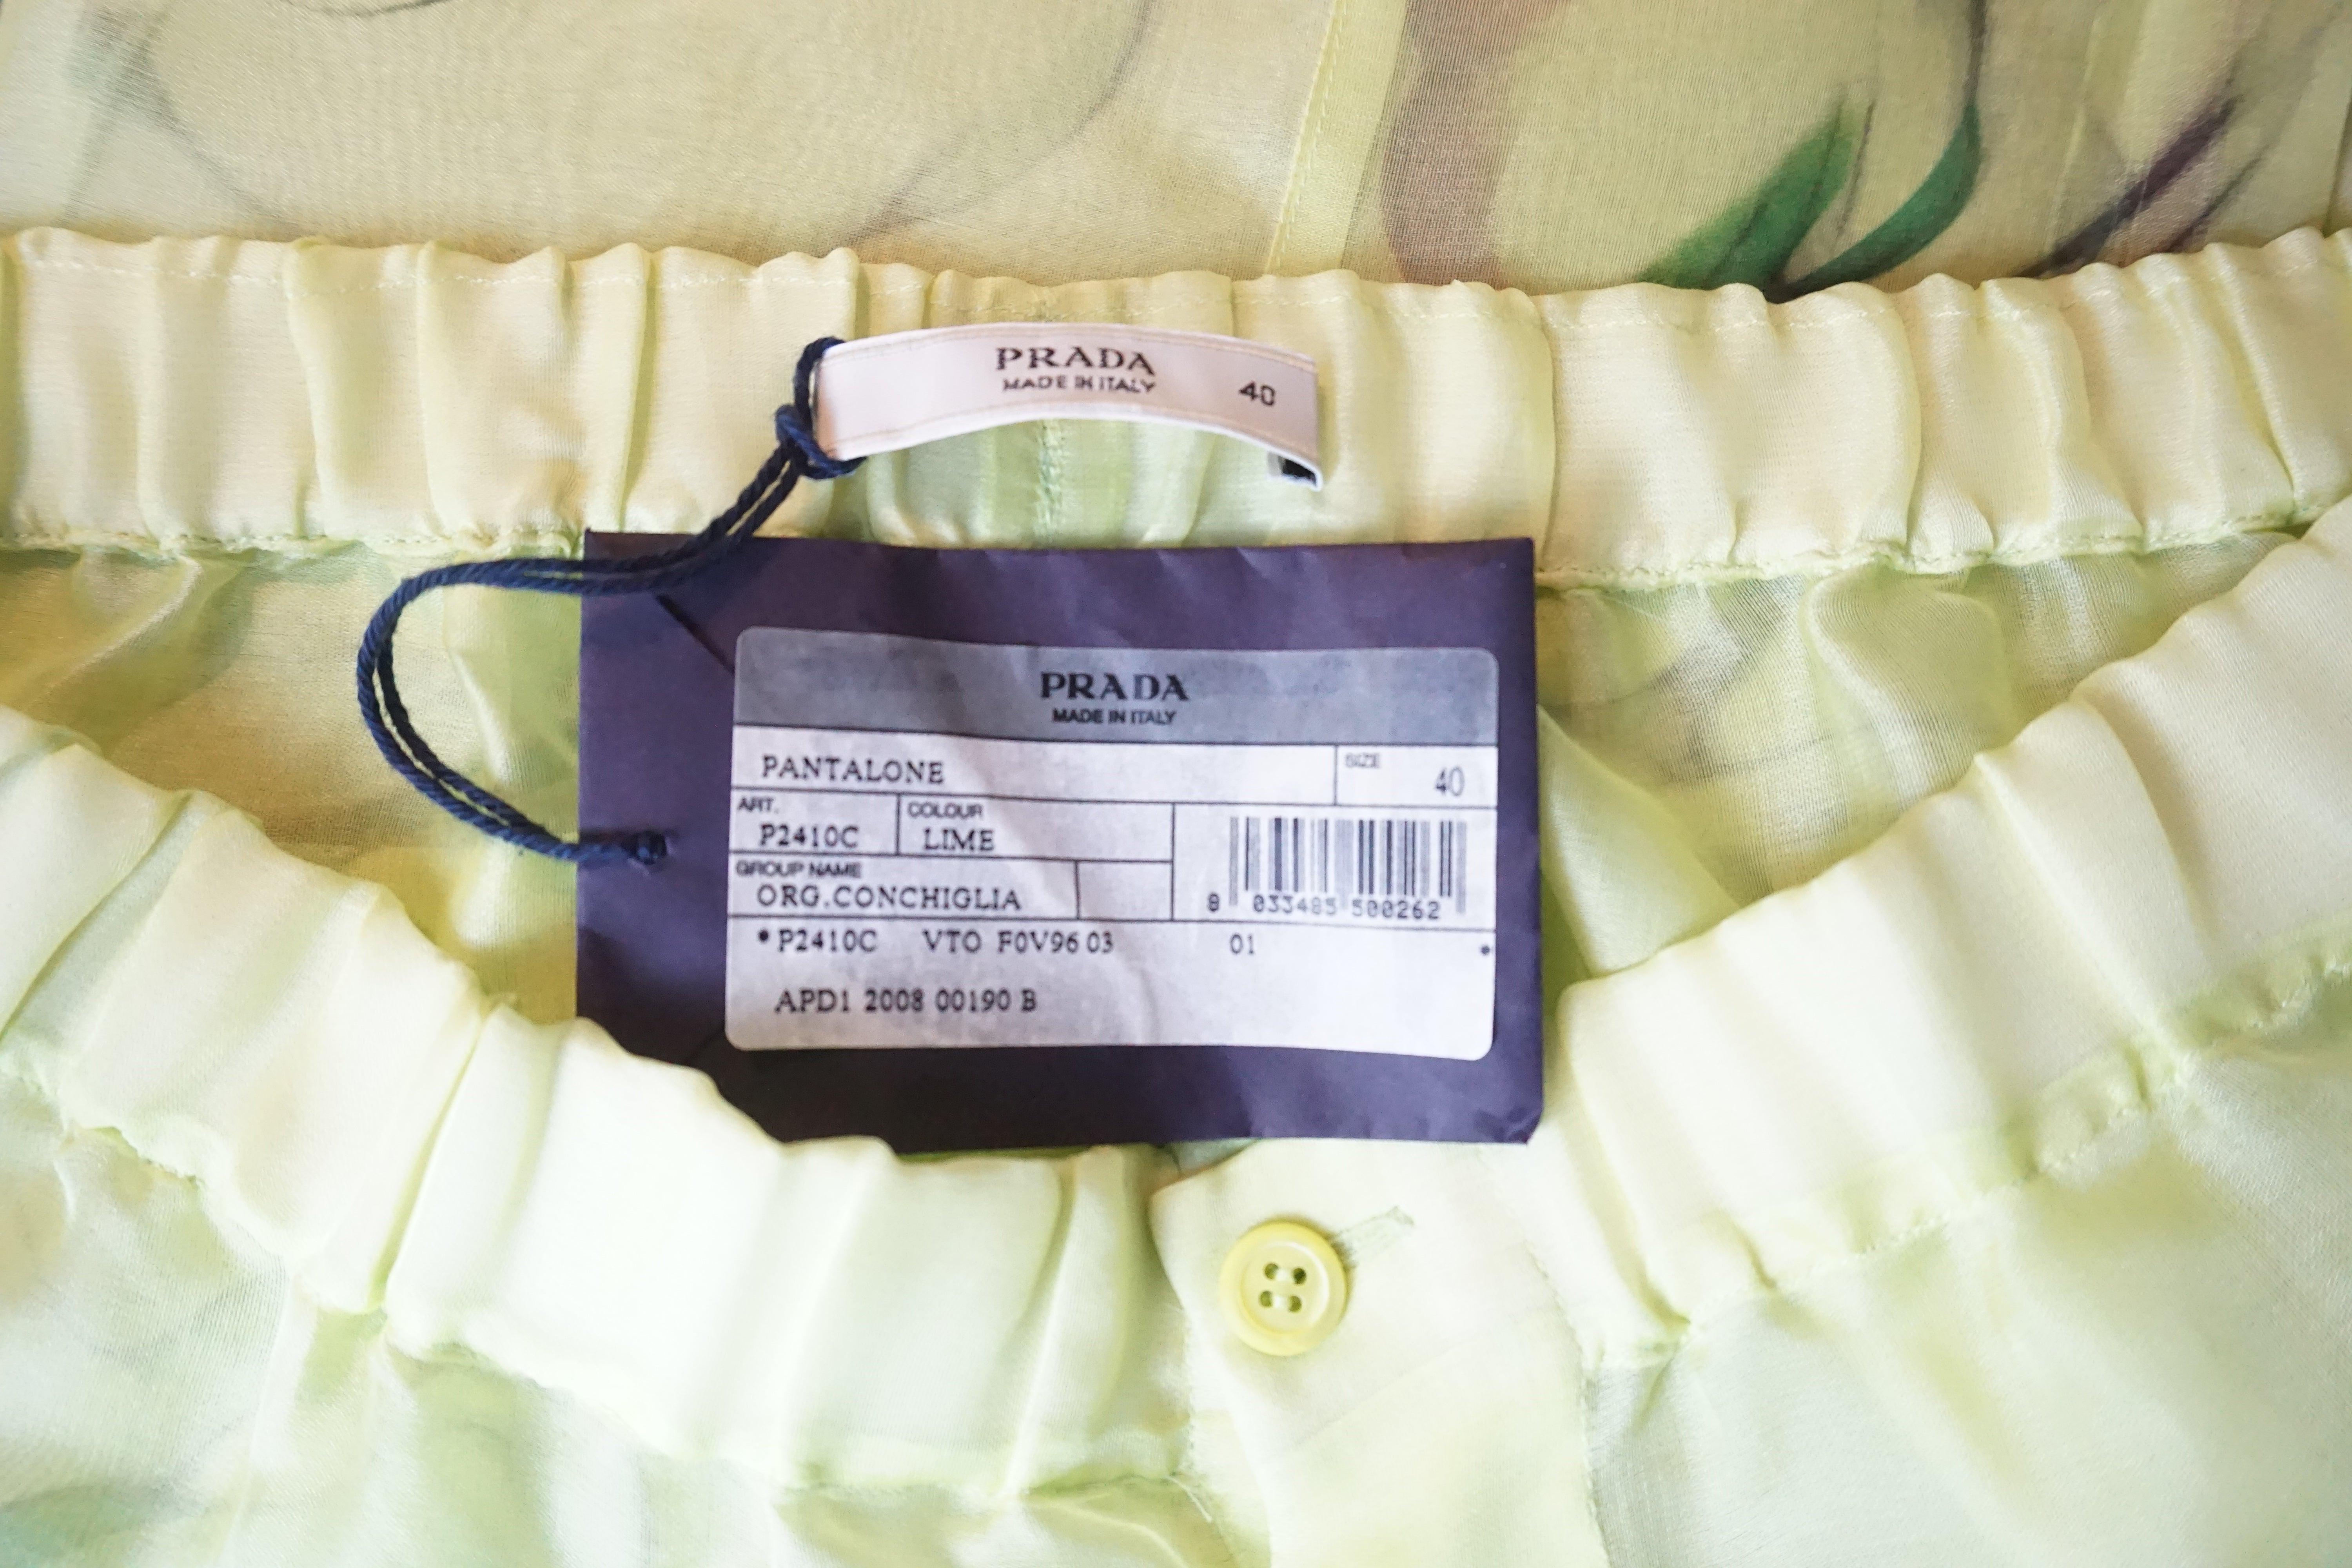 PRADA
MADE IN ITALY
40
PRADA
MADE IN ITALY
PANTALONE
SIZE
40
ART.
P2410C
COLOUR
LIME
GROUP NAME
ORG.CONCHIGLIA
8 033485 500262
•P2410C VTO F0V96 03 01
APD1 2008 00190 B